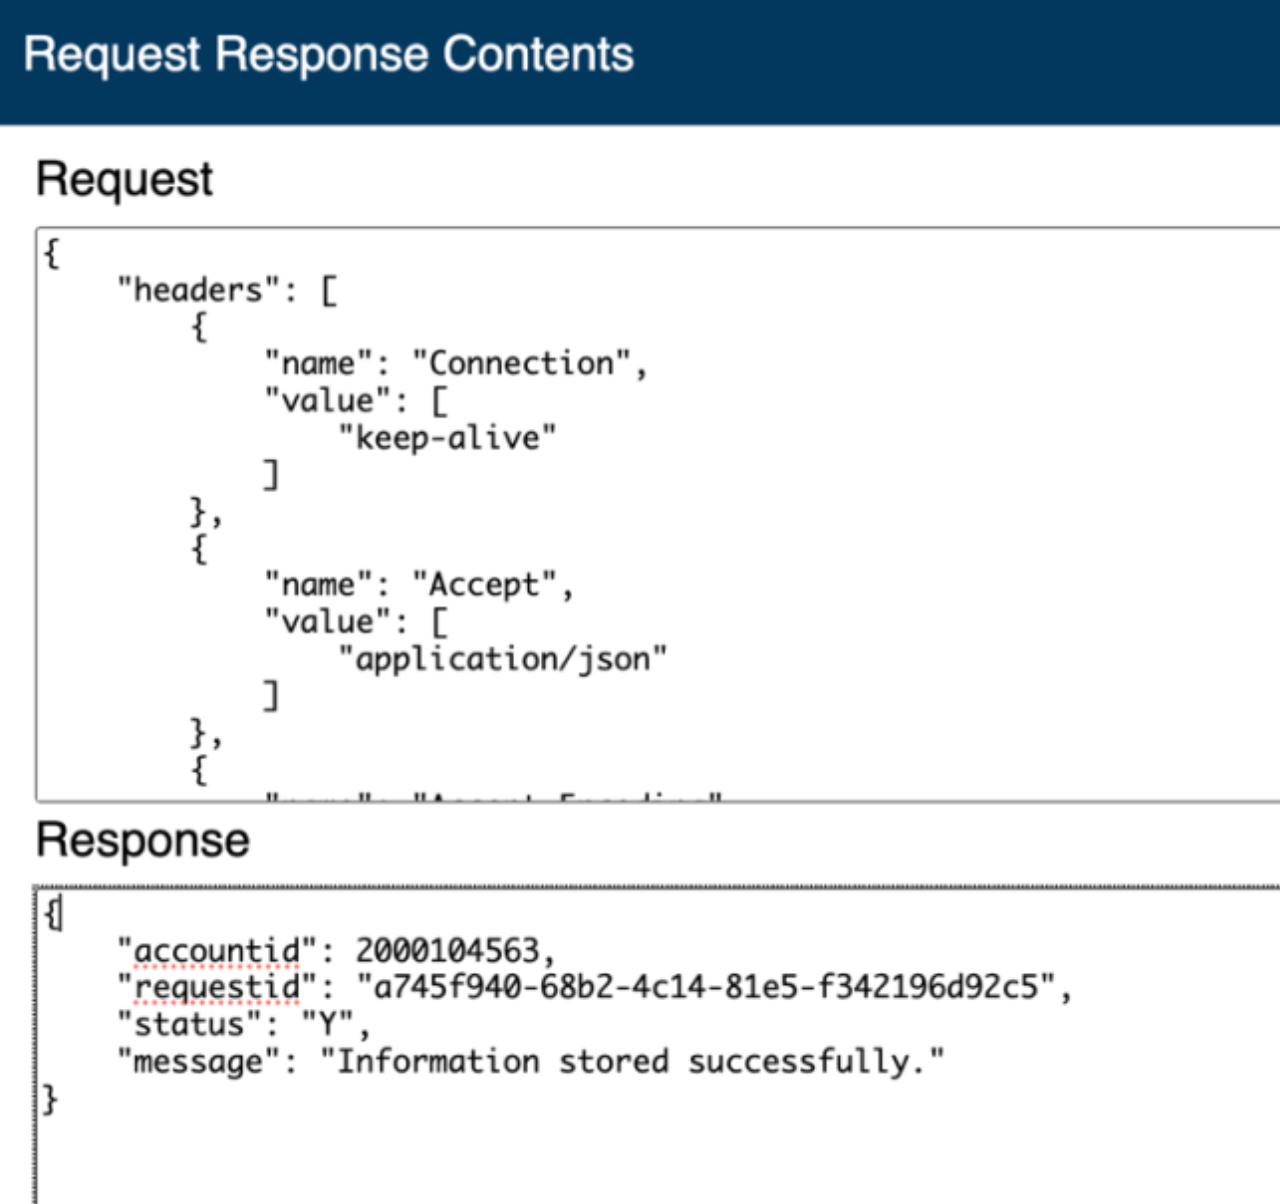 Request Response Contents
Request
{
"headers": [
{
"name": "Connection",
"value": [
"keep-alive"
]
},
{
"name": "Accept",
"value": [
"application/json"
]
},
{
Response
{
"accountid": 2000104563,
"requestid": "a745f940-68b2-4c14-81e5-f342196d92c5",
"status": "Y",
"message": "Information stored successfully."
}